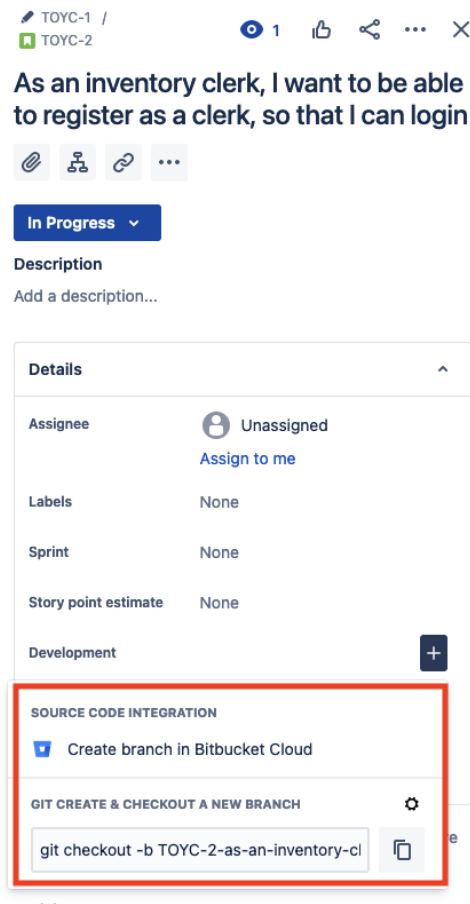 TOYC-1 /
TOYC-2
1
As an inventory clerk, I want to be able
to register as a clerk, so that I can login
In Progress
Description
Add a description...
Details
Assignee
Unassigned
Assign to me
Labels
None
Sprint
None
Story point estimate
None
Development
SOURCE CODE INTEGRATION
Create branch in Bitbucket Cloud
GIT CREATE & CHECKOUT A NEW BRANCH
git checkout -b TOYC-2-as-an-inventory-cl